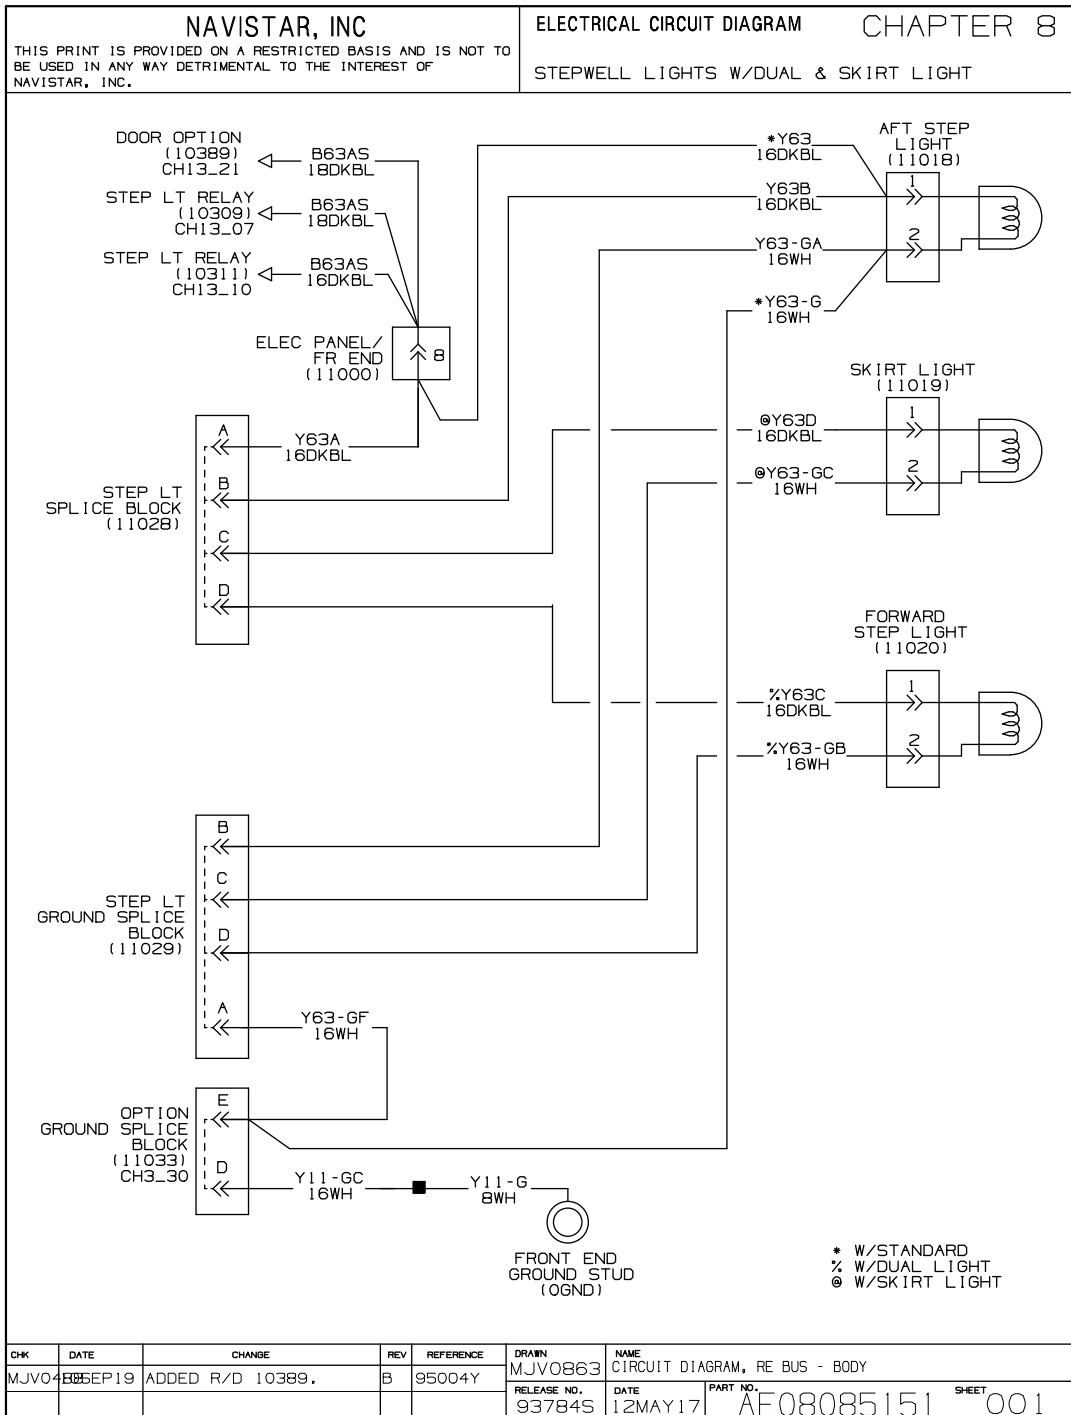 NAVISTAR, INC
THIS PRINT IS PROVIDED ON A RESTRICTED BASIS AND IS NOT TO
BE USED IN ANY WAY DETRIMENTAL TO THE INTEREST OF
NAVISTAR, INC.
ELECTRICAL CIRCUIT DIAGRAM CHAPTER 8
STEPWELL LIGHTS W/DUAL & SKIRT LIGHT
DOOR OPTION
(10389)
CH13_21
B63AS
18DKBL
STEP LT RELAY
(10309)
CH13_07
B63AS
18DKBL
STEP LT RELAY
(10311)
CH13_10
B63AS
16DKBL
ELEC PANEL/
FR END
(11000)
8
*Y63
16DKBL
Y63B
16DKBL
Y63-GA
16WH
*Y63-G
16WH
AFT STEP
LIGHT
(11018)
1
2
SKIRT LIGHT
(11019)
1
2
@Y63D
16DKBL
@Y63-GC
16WH
STEP LT
SPLICE BLOCK
(11028)
A
B
C
D
Y63A
16DKBL
FORWARD
STEP LIGHT
(11020)
1
2
%Y63C
16DKBL
%Y63-GB
16WH
STEP LT
GROUND SPLICE
BLOCK
(11029)
B
C
D
A
Y63-GF
16WH
OPTION
GROUND SPLICE
BLOCK
(11033)
CH3_30
E
D
Y11-GC
16WH
Y11-G
8WH
FRONT END
GROUND STUD
(0GND)
* W/STANDARD
% W/DUAL LIGHT
@ W/SKIRT LIGHT
CHK DATE CHANGE REV REFERENCE
ADDED R/D 10389. B 95004Y
DRAWN
MJV0863
NAME
CIRCUIT DIAGRAM, RE BUS - BODY
RELEASE NO.
93784S
DATE
12MAY17
PART NO.
AF08085151
SHEET
001